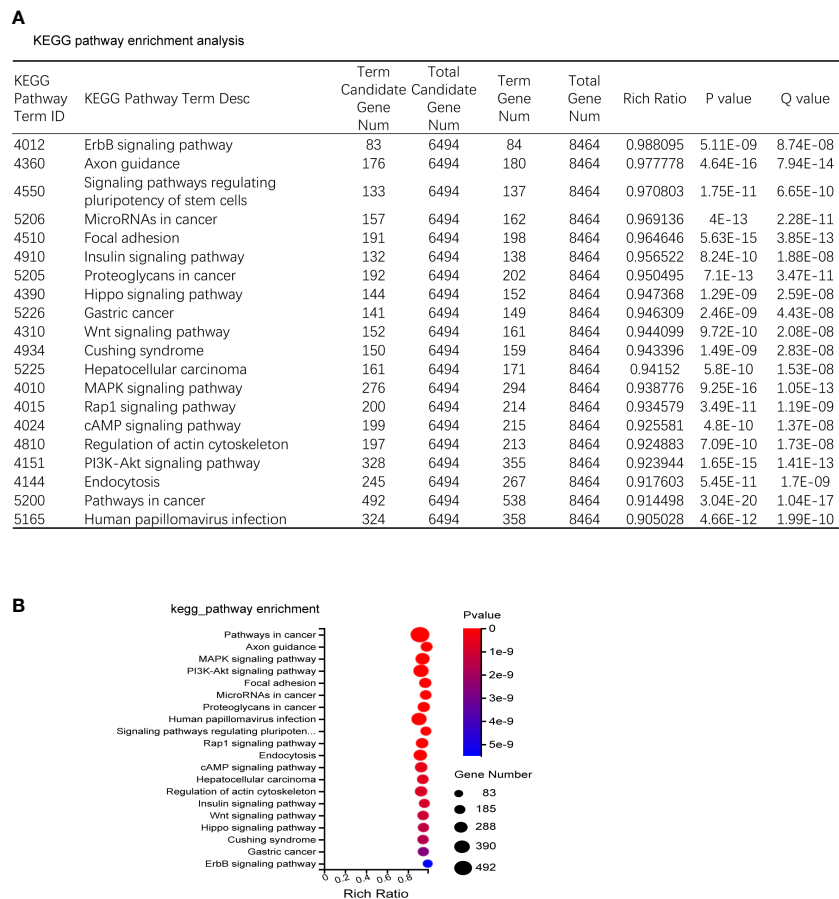 A
KEGG pathway enrichment analysis
KEGG Pathway Term ID KEGG Pathway Term Desc Term Candidate Gene Num Total Candidate Gene Num Term Gene Num Total Gene Num Rich Ratio P value Q value
4012 ErbB signaling pathway 83 6494 84 8464 0.988095 5.11E-09 8.74E-08
4360 Axon guidance 176 6494 180 8464 0.977778 4.64E-16 7.94E-14
4550 Signaling pathways regulating pluripotency of stem cells 133 6494 137 8464 0.970803 1.75E-11 6.65E-10
5206 MicroRNAs in cancer 157 6494 162 8464 0.969136 4E-13 2.28E-11
4510 Focal adhesion 191 6494 198 8464 0.964646 5.63E-15 3.85E-13
4910 Insulin signaling pathway 132 6494 138 8464 0.956522 8.24E-10 1.88E-08
5205 Proteoglycans in cancer 192 6494 202 8464 0.950495 7.1E-13 3.47E-11
4390 Hippo signaling pathway 144 6494 152 8464 0.947368 1.29E-09 2.59E-08
5226 Gastric cancer 141 6494 149 8464 0.946309 2.46E-09 4.43E-08
4310 Wnt signaling pathway 152 6494 161 8464 0.944099 9.72E-10 2.08E-08
4934 Cushing syndrome 150 6494 159 8464 0.943396 1.49E-09 2.83E-08
5225 Hepatocellular carcinoma 161 6494 171 8464 0.94152 5.8E-10 1.53E-08
4010 MAPK signaling pathway 276 6494 294 8464 0.938776 9.25E-16 1.05E-13
4015 Rap1 signaling pathway 200 6494 214 8464 0.934579 3.49E-11 1.19E-09
4024 cAMP signaling pathway 199 6494 215 8464 0.925581 4.8E-10 1.37E-08
4810 Regulation of actin cytoskeleton 197 6494 213 8464 0.924883 7.09E-10 1.73E-08
4151 PI3K-Akt signaling pathway 328 6494 355 8464 0.923944 1.65E-15 1.41E-13
4144 Endocytosis 245 6494 267 8464 0.917603 5.45E-11 1.7E-09
5200 Pathways in cancer 492 6494 538 8464 0.914498 3.04E-20 1.04E-17
5165 Human papillomavirus infection 324 6494 358 8464 0.905028 4.66E-12 1.99E-10
B
kegg_pathway enrichment
Pathways in cancer
Axon guidance
MAPK signaling pathway
PI3K-Akt signaling pathway
Focal adhesion
MicroRNAs in cancer
Proteoglycans in cancer
Human papillomavirus infection
Signaling pathways regulating pluripoten...
Rap1 signaling pathway
Endocytosis
cAMP signaling pathway
Hepatocellular carcinoma
Regulation of actin cytoskeleton
Insulin signaling pathway
Wnt signaling pathway
Hippo signaling pathway
Cushing syndrome
Gastric cancer
ErbB signaling pathway
0 0.2 0.4 0.6 0.8
Rich Ratio
Pvalue
0
1e-9
2e-9
3e-9
4e-9
5e-9
Gene Number
83
185
288
390
492